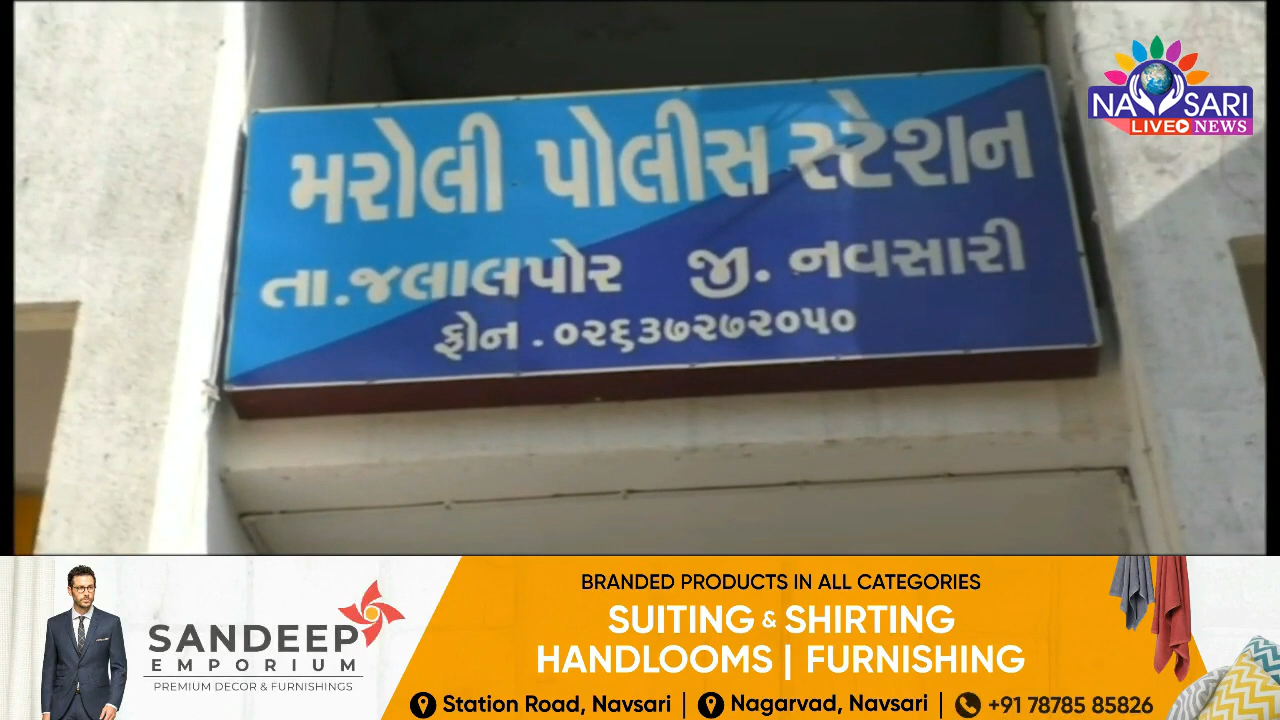 મરોલી પોલીસ સ્ટેશન
તા.જલાલપોર જી. નવસારી
ફોન . ૦૨૬૩૭૨૭૨૦૫૦
NAVSARI
LIVE NEWS
SANDEEP
EMPORIUM
PREMIUM DECOR & FURNISHINGS
BRANDED PRODUCTS IN ALL CATEGORIES
SUITING & SHIRTING
HANDLOOMS | FURNISHING
Station Road, Navsari | Nagarvad, Navsari | +91 78785 85826